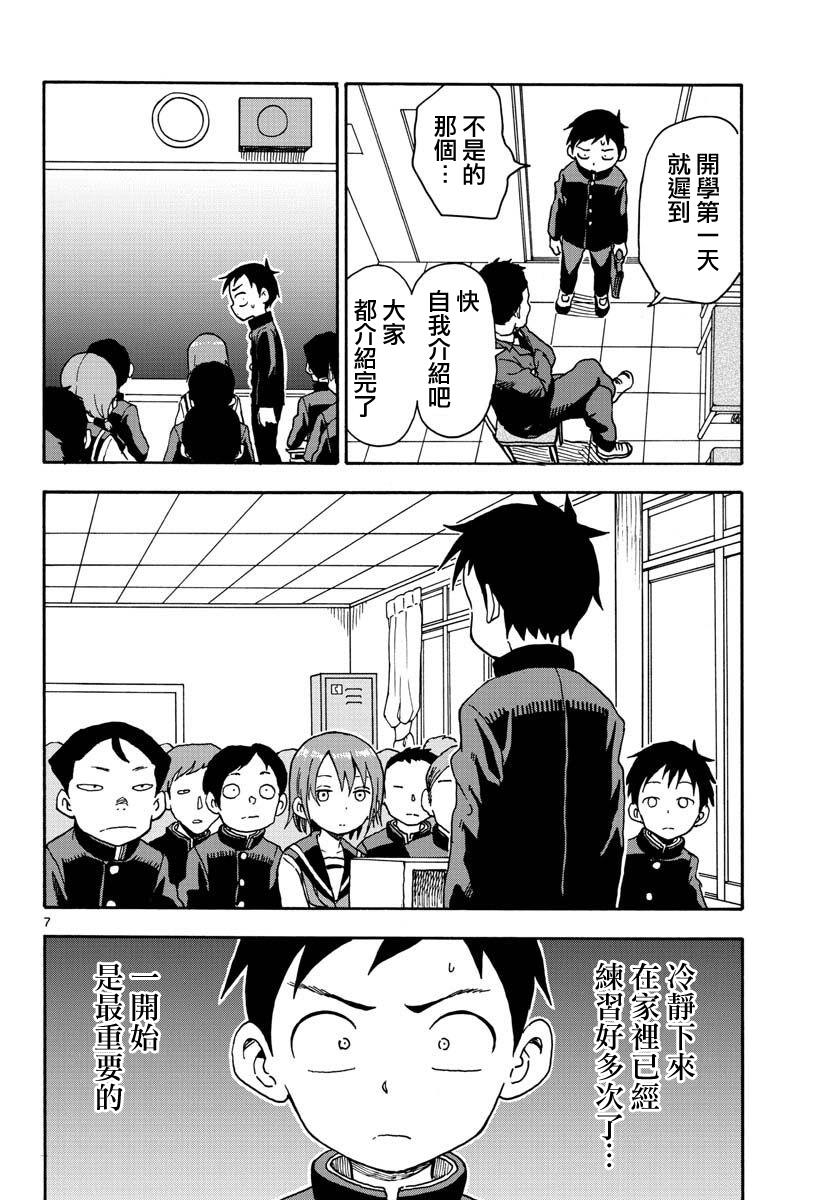 開學第一天
就遲到
不是的
那個…
快
自我介紹吧
大家
都介紹完了
7
冷靜下來
在家裡已經
練習好多次了…
一開始
是最重要的